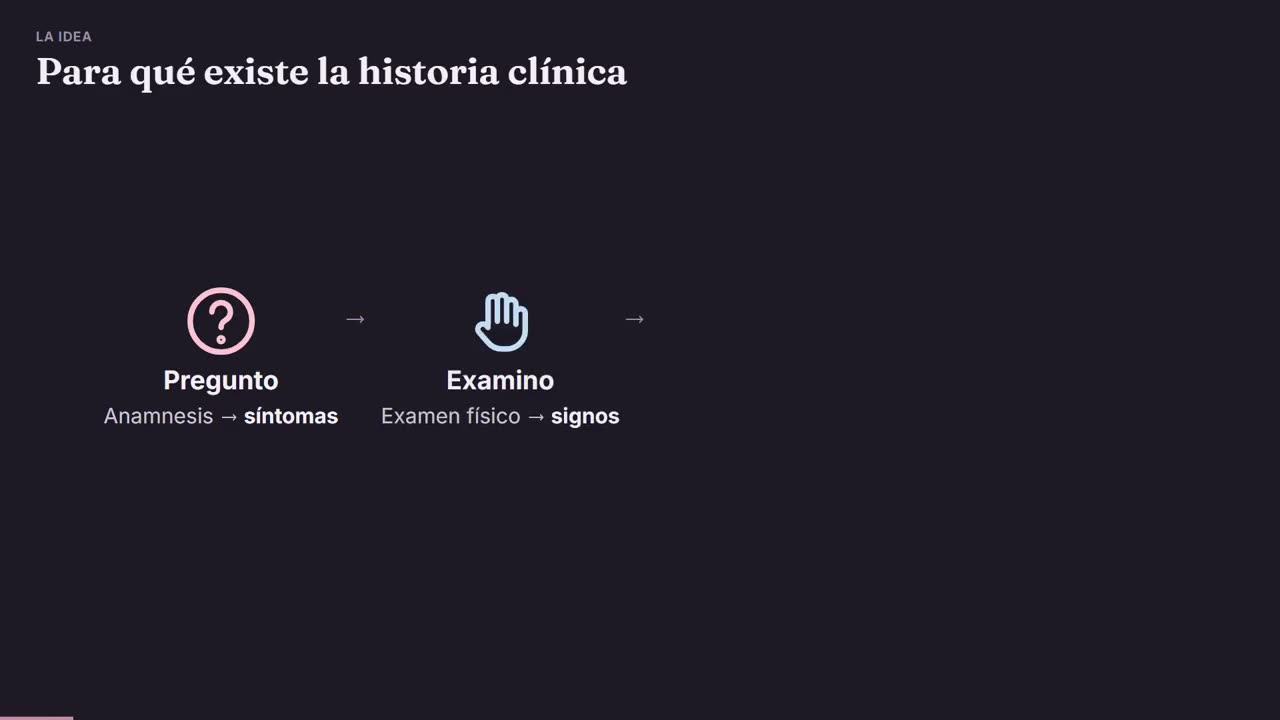 LA IDEA
Para qué existe la historia clínica
→ →
Pregunto Examino
Anamnesis → síntomas Examen físico → signos